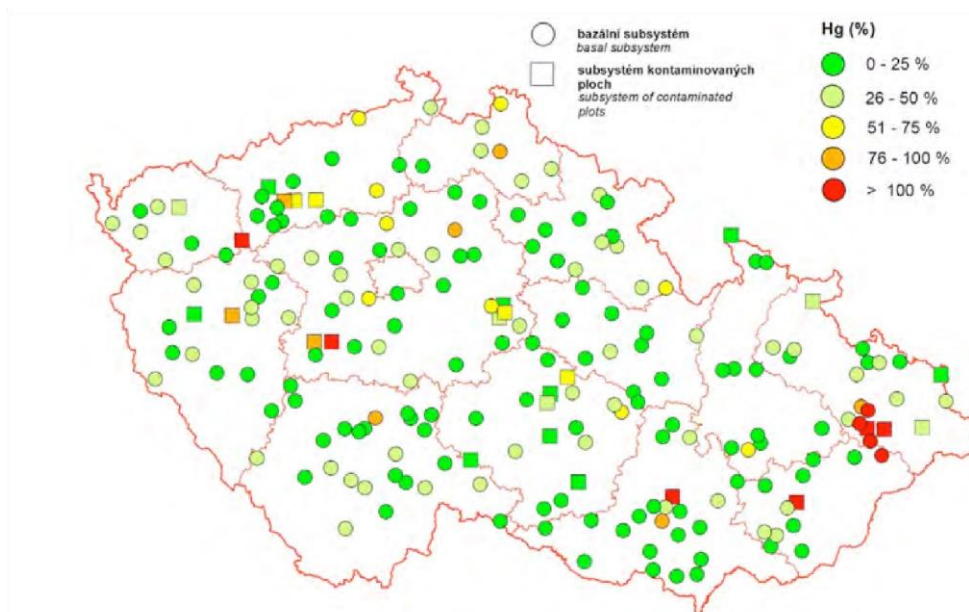 bazální subsystém
basal subsystem
subsystém kontaminovaných
ploch
subsystem of contaminated
plots
Hg (%)
0 - 25 %
26 - 50 %
51 - 75 %
76 - 100 %
> 100 %